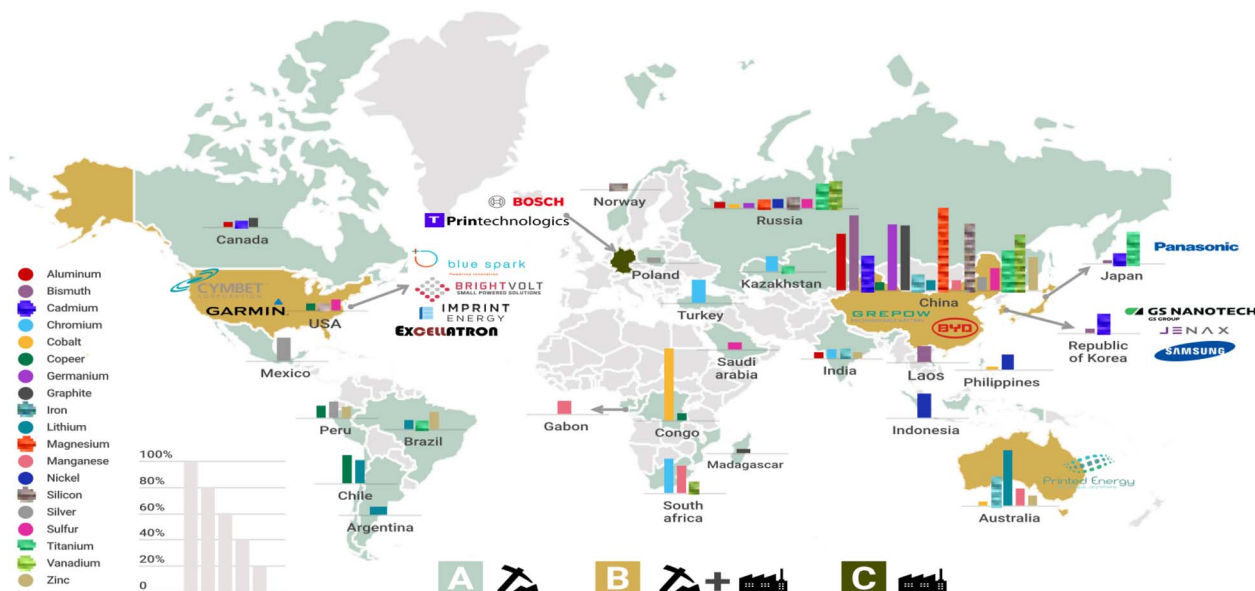 BOSCH
T Printechnologics
Norway
Russia
Canada
Poland
Kazakhstan
China
Japan
Panasonic
Turkey
CYMBET
CORPORATION
GARMIN
USA
blue spark
BRIGHTVOLT
SMALL POWERED SOLUTIONS
IMPRINT
ENERGY
EXCELLATRON
GREPOW
BYD
Republic
of Korea
GS NANOTECH
GS GROUP
JENAX
SAMSUNG
Mexico
Saudi
arabia
India
Laos
Philippines
Peru
Brazil
Gabon
Congo
Indonesia
Madagascar
Chile
Argentina
South
africa
Printed Energy
Australia
Aluminum
Bismuth
Cadmium
Chromium
Cobalt
Copeer
Germanium
Graphite
Iron
Lithium
Magnesium
Manganese
Nickel
Silicon
Silver
Sulfur
Titanium
Vanadium
Zinc
100%
80%
60%
40%
20%
0
A
B
+
C